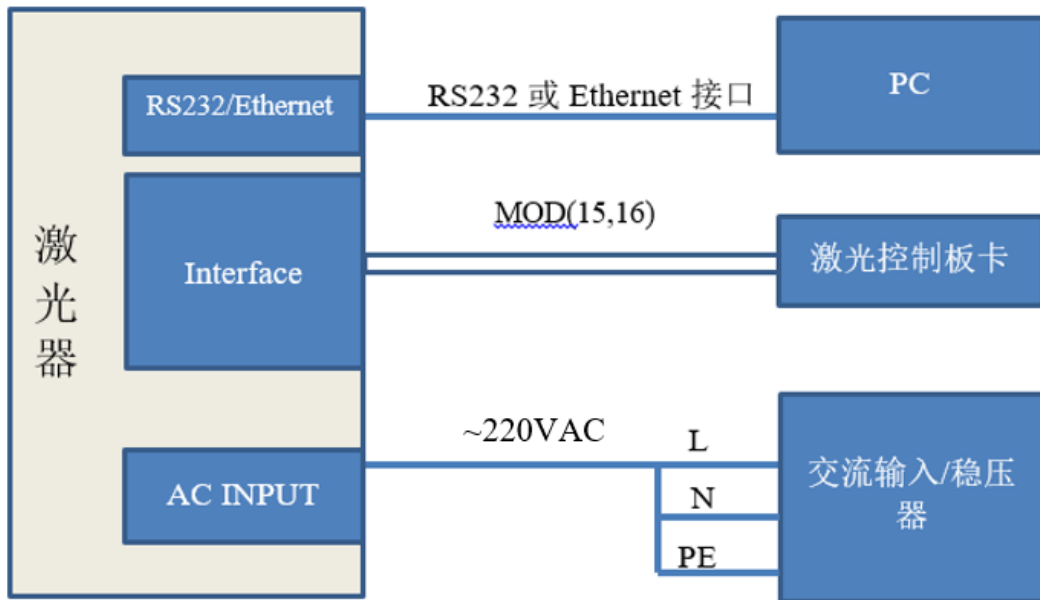 激
光
器
RS232/Ethernet
RS232 或 Ethernet 接口
PC
Interface
MOD(15,16)
激光控制板卡
AC INPUT
~220VAC
L
N
PE
交流输入/稳压
器